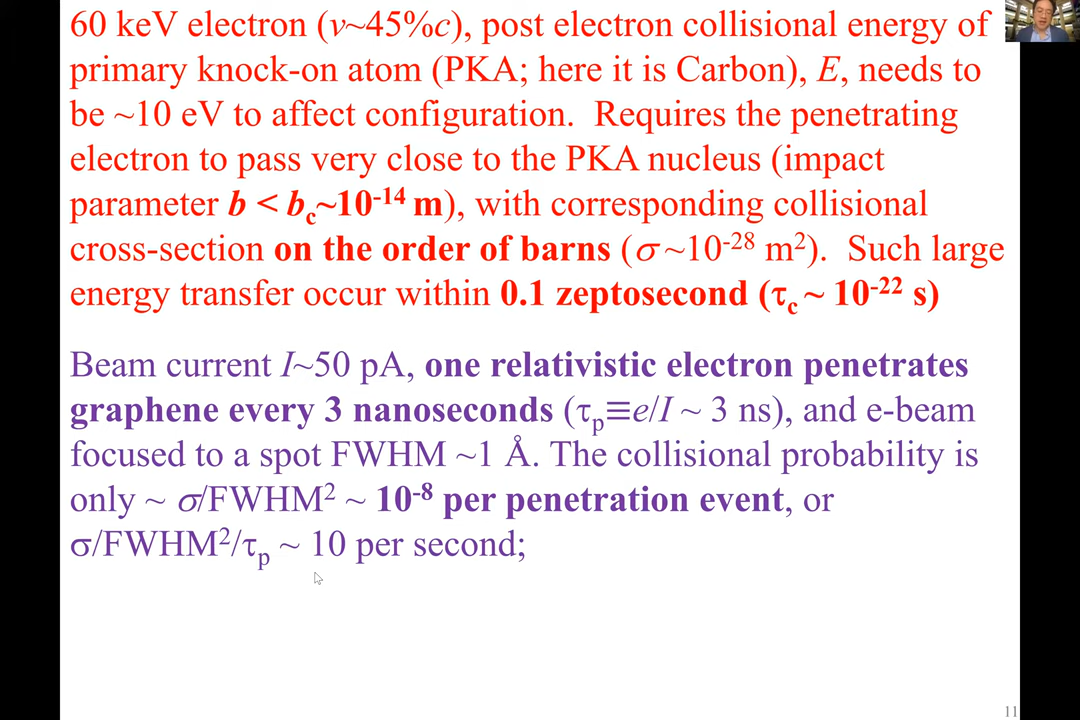 60 keV electron (v~45%c), post electron collisional energy of
primary knock-on atom (PKA; here it is Carbon), E, needs to
be ~10 eV to affect configuration.  Requires the penetrating
electron to pass very close to the PKA nucleus (impact
parameter b < b_c~10⁻¹⁴ m), with corresponding collisional
cross-section on the order of barns (σ ~10⁻²⁸ m²).  Such large
energy transfer occur within 0.1 zeptosecond (τ_c ~ 10⁻²² s)
Beam current I~50 pA, one relativistic electron penetrates
graphene every 3 nanoseconds (τ_p≡e/I ~ 3 ns), and e-beam
focused to a spot FWHM ~1 Å. The collisional probability is
only ~ σ/FWHM² ~ 10⁻⁸ per penetration event, or
σ/FWHM²/τ_p ~ 10 per second;
11